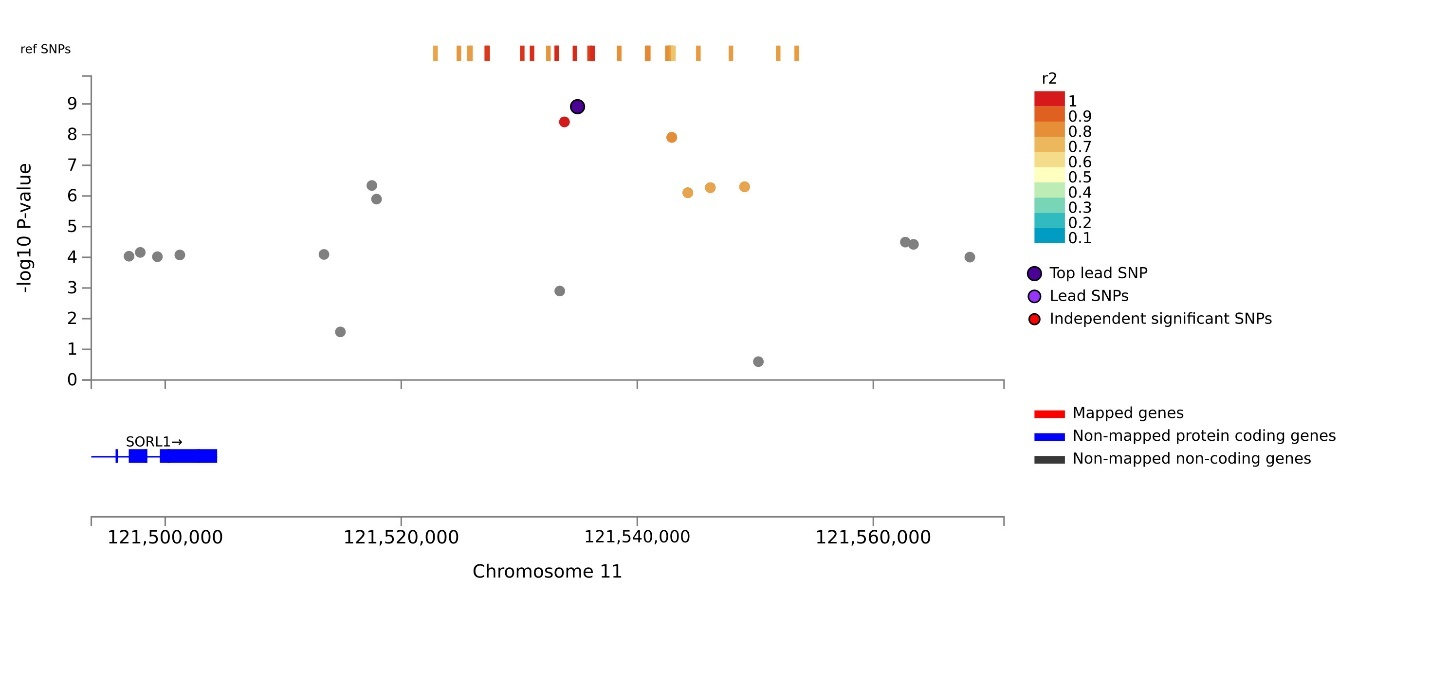 ref SNPs
r2
1
0.9
0.8
0.7
0.6
0.5
0.4
0.3
0.2
0.1
9
8
7
6
5
4
3
2
1
0
-log10 P-value
Top lead SNP
Lead SNPs
Independent significant SNPs
Mapped genes
Non-mapped protein coding genes
Non-mapped non-coding genes
SORL1→
121,500,000 121,520,000 121,540,000 121,560,000
Chromosome 11